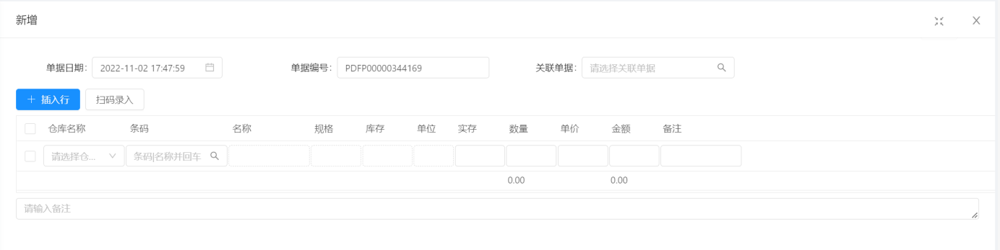 新增
单据日期: 2022-11-02 17:47:59 单据编号: PDFP00000344169 关联单据: 请选择关联单据
+ 插入行 扫码录入
仓库名称 条码 名称 规格 库存 单位 实存 数量 单价 金额 备注
请选择仓... 条码|名称并回车
0.00 0.00
请输入备注